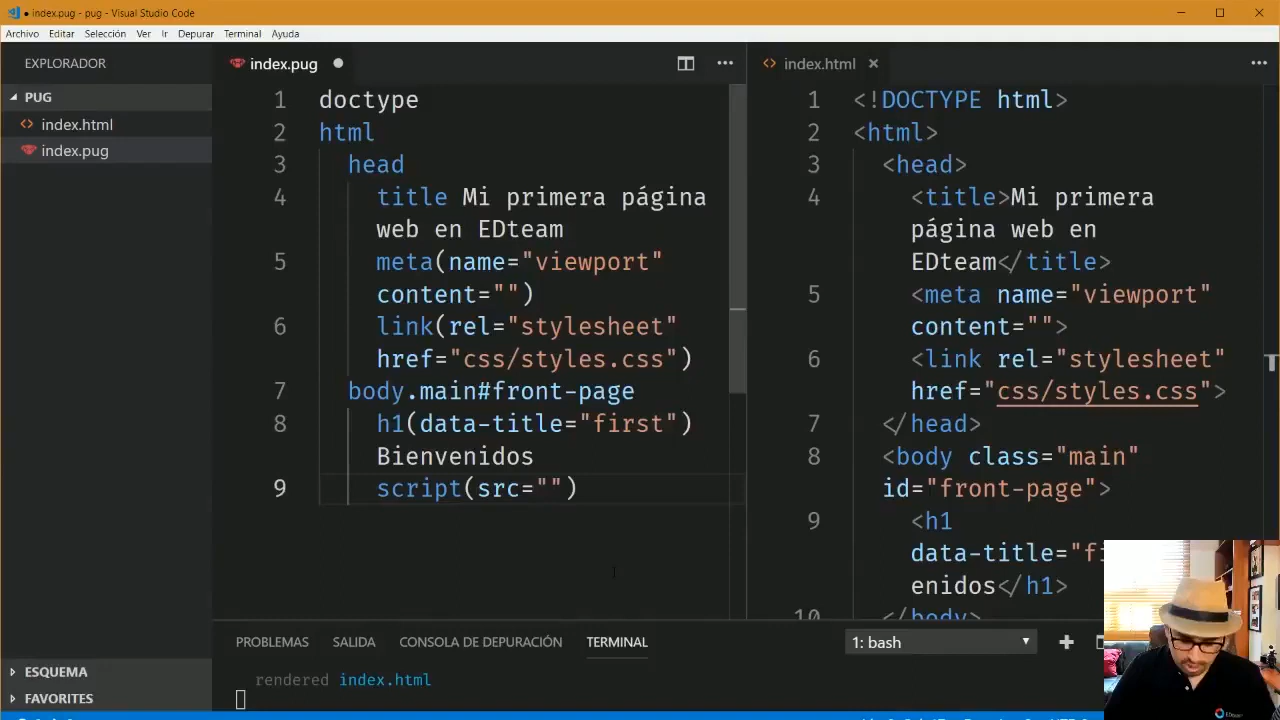 index.pug - pug - Visual Studio Code
Archivo Editar Selección Ver Ir Depurar Terminal Ayuda
EXPLORADOR
PUG
index.html
index.pug
ESQUEMA
FAVORITES
index.pug
1 doctype
2 html
3 head
4 title Mi primera página
web en EDteam
5 meta(name="viewport"
content="")
6 link(rel="stylesheet"
href="css/styles.css")
7 body.main#front-page
8 h1(data-title="first")
Bienvenidos
9 script(src="")
index.html
1 <!DOCTYPE html>
2 <html>
3 <head>
4 <title>Mi primera
página web en
EDteam</title>
5 <meta name="viewport"
content="">
6 <link rel="stylesheet"
href="css/styles.css">
7 </head>
8 <body class="main"
id="front-page">
9 <h1
data-title="fi
enidos</h1>
10 </body>
PROBLEMAS SALIDA CONSOLA DE DEPURACIÓN TERMINAL 1: bash
rendered index.html